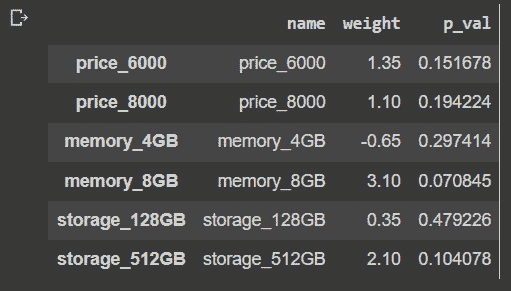 name weight p_val
price_6000 price_6000 1.35 0.151678
price_8000 price_8000 1.10 0.194224
memory_4GB memory_4GB -0.65 0.297414
memory_8GB memory_8GB 3.10 0.070845
storage_128GB storage_128GB 0.35 0.479226
storage_512GB storage_512GB 2.10 0.104078